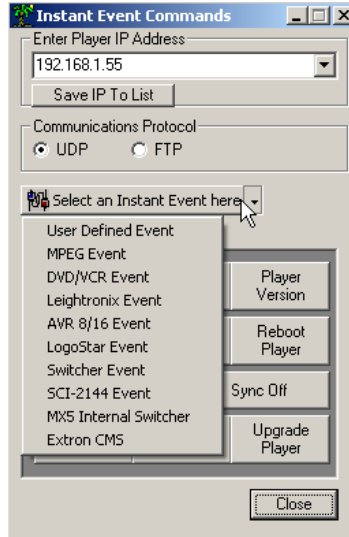 Instant Event Commands
Enter Player IP Address
192.168.1.55
Save IP To List
Communications Protocol
UDP FTP
Select an Instant Event here
User Defined Event
MPEG Event
DVD/VCR Event
Leightronix Event
AVR 8/16 Event
LogoStar Event
Switcher Event
SCI-2144 Event
MX5 Internal Switcher
Extron CMS
Player
Version
Reboot
Player
Sync Off
Upgrade
Player
Close